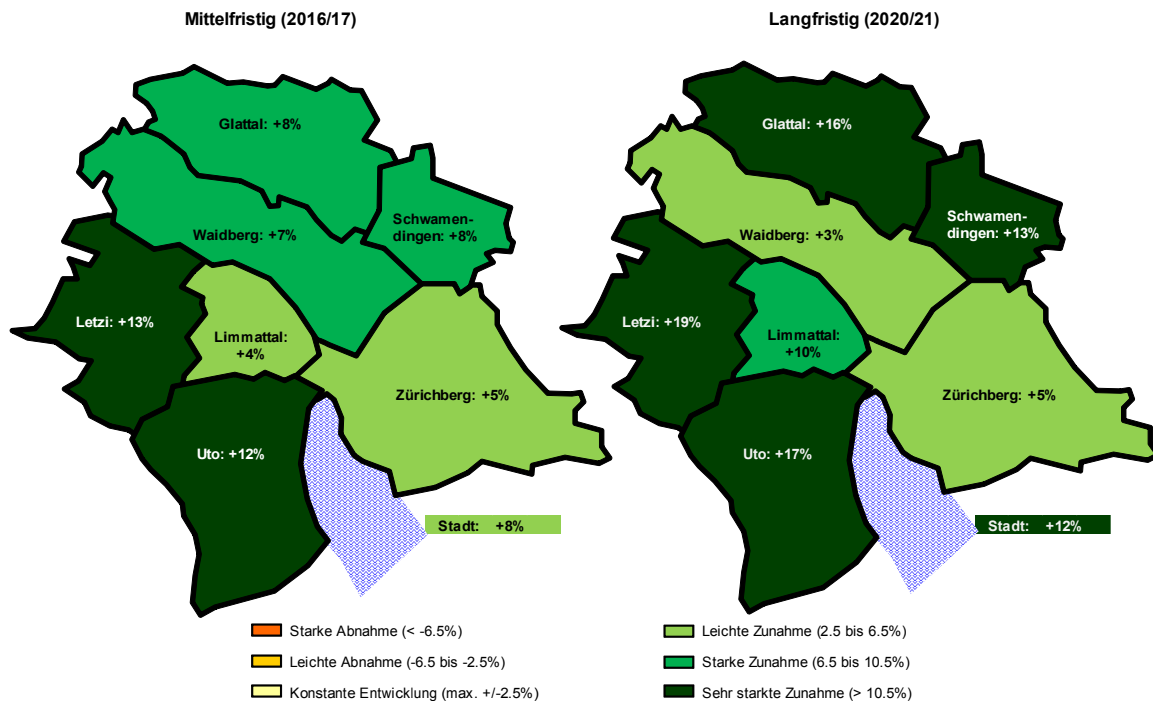 Mittelfristig (2016/17)
Glattal: +8%
Schwamen-
dingen: +8%
Waidberg: +7%
Letzi: +13%
Limmattal:
+4%
Zürichberg: +5%
Uto: +12%
Stadt: +8%
Langfristig (2020/21)
Glattal: +16%
Schwamen-
dingen: +13%
Waidberg: +3%
Letzi: +19%
Limmattal:
+10%
Zürichberg: +5%
Uto: +17%
Stadt: +12%
Starke Abnahme (< -6.5%)
Leichte Abnahme (-6.5 bis -2.5%)
Konstante Entwicklung (max. +/-2.5%)
Leichte Zunahme (2.5 bis 6.5%)
Starke Zunahme (6.5 bis 10.5%)
Sehr starkte Zunahme (> 10.5%)